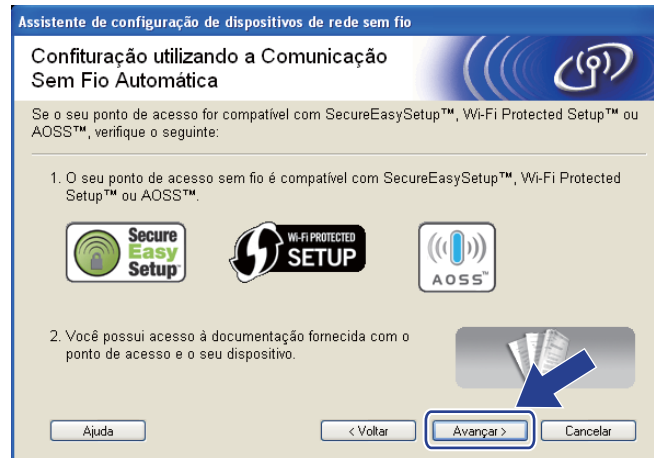 Assistente de configuração de dispositivos de rede sem fio
Confituração utilizando a Comunicação
Sem Fio Automática
Se o seu ponto de acesso for compatível com SecureEasySetup™, Wi-Fi Protected Setup™ ou
AOSS™, verifique o seguinte:
1. O seu ponto de acesso sem fio é compatível com SecureEasySetup™, Wi-Fi Protected
Setup™ ou AOSS™.
Secure
Easy
Setup™
Wi-Fi PROTECTED
SETUP
AOSS™
2. Você possui acesso à documentação fornecida com o
ponto de acesso e o seu dispositivo.
Ajuda
< Voltar
Avançar >
Cancelar